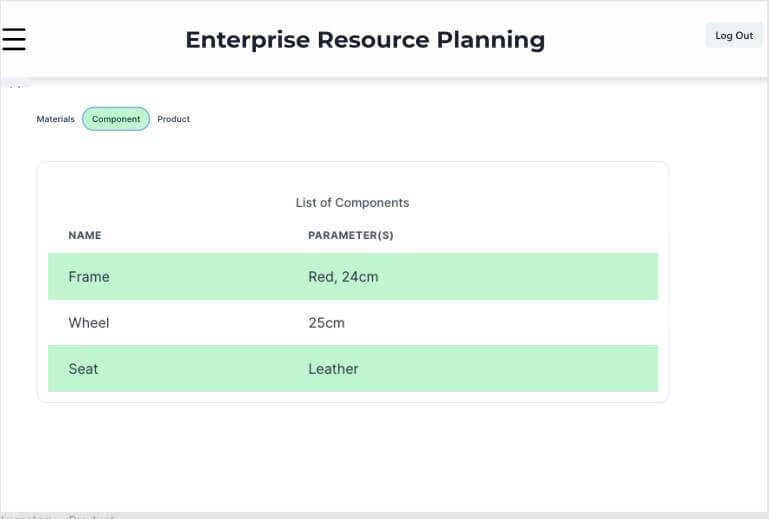 Enterprise Resource Planning
Log Out
Materials Component Product
List of Components
NAME PARAMETER(S)
Frame Red, 24cm
Wheel 25cm
Seat Leather